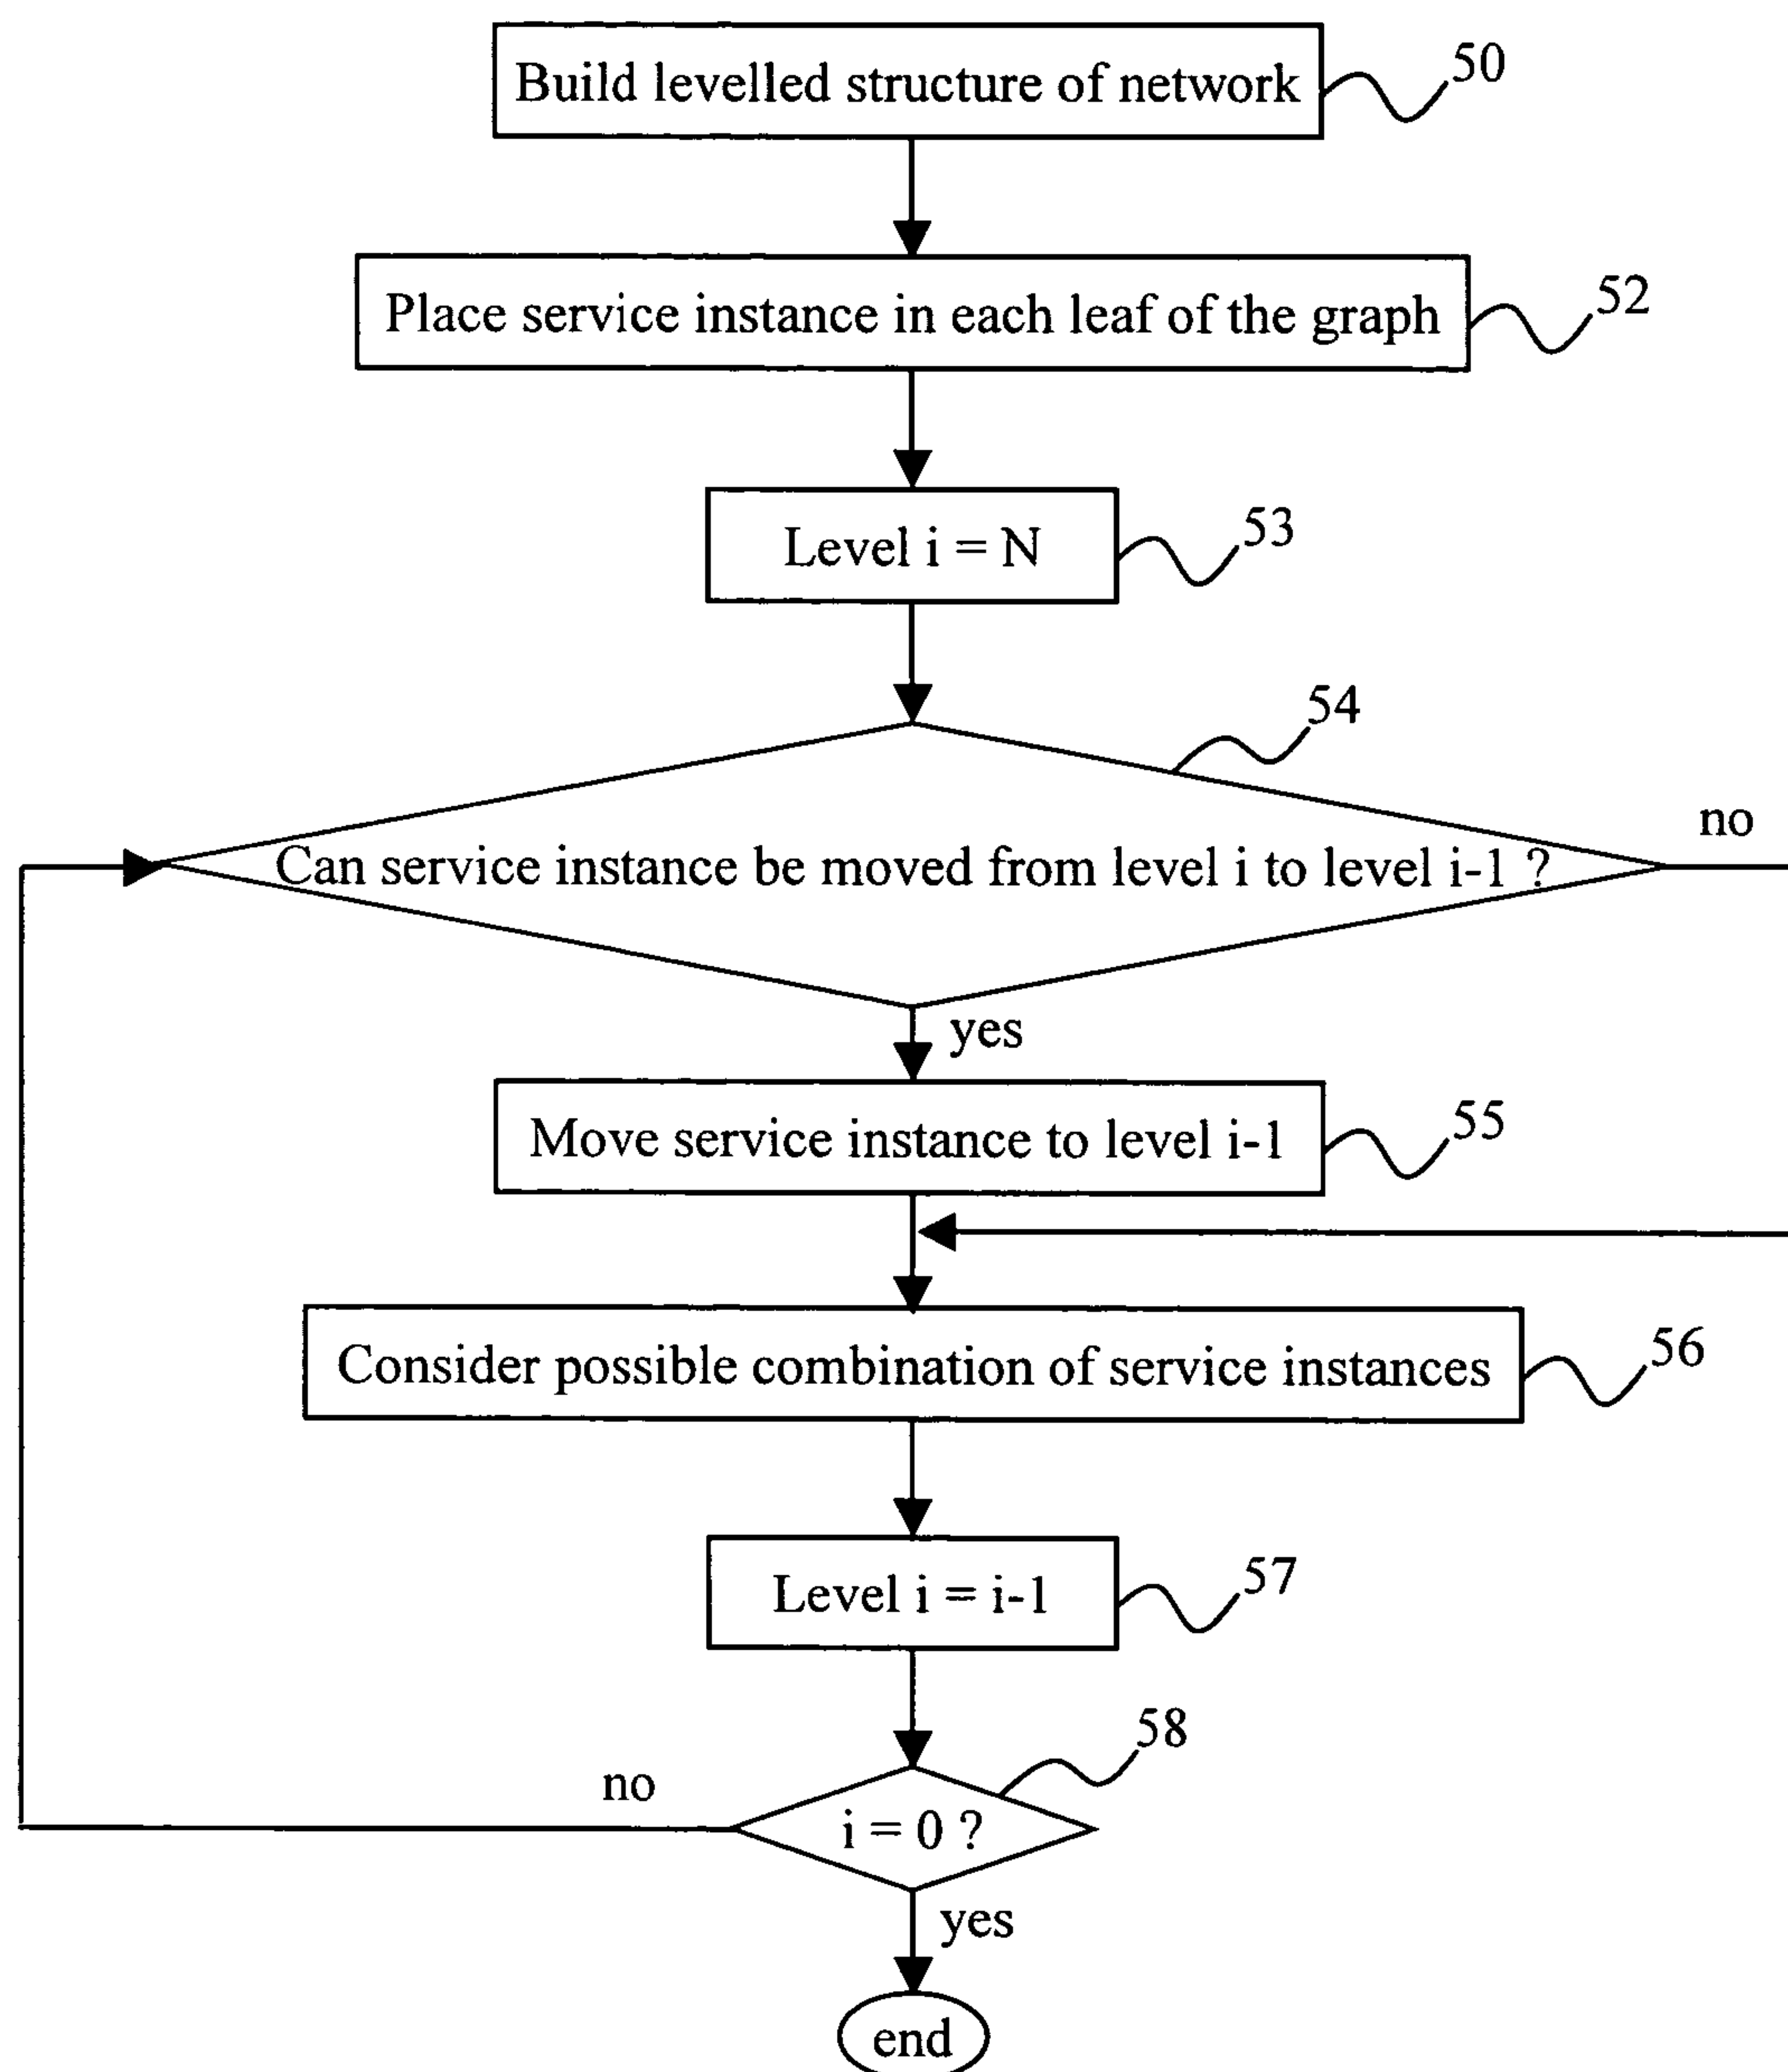 Build levelled structure of network
50
Place service instance in each leaf of the graph
52
Level i = N
53
54
no
Can service instance be moved from level i to level i-1 ?
yes
Move service instance to level i-1
55
Consider possible combination of service instances
56
Level i = i-1
57
58
no
i = 0 ?
yes
end